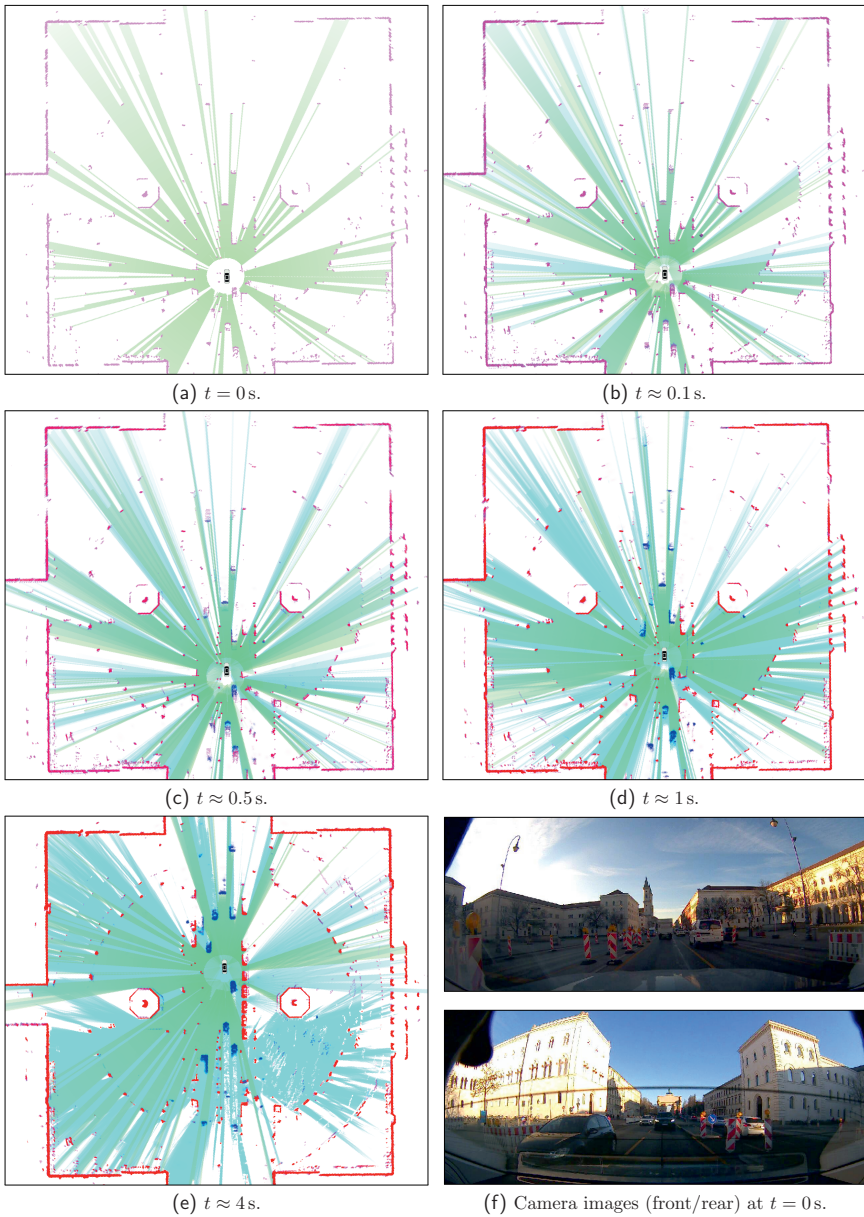 (a) t = 0 s.
(b) t ≈ 0.1 s.
(c) t ≈ 0.5 s.
(d) t ≈ 1 s.
(e) t ≈ 4 s.
(f) Camera images (front/rear) at t = 0 s.